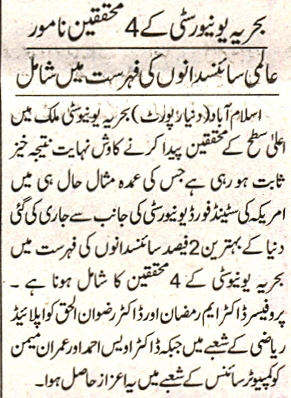 بحریہ یونیورسٹی کے 4 محققین نامور
عالمی سائنسدانوں کی فہرست میں شامل
اسلام آباد (دنیا رپورٹ) بحریہ یونیوسٹی ملک میں
اعلیٰ سطح کے محققین پیدا کرنے کاوش نہایت نتیجہ خیز
ثابت ہو رہی ہے جس کی عمدہ مثال حال ہی میں
امریکہ کی سٹینڈ فورڈ یونیورسٹی کی جانب سے جاری کی گئی
دنیا کے بہترین 2 فیصد سائنسدانوں کی فہرست میں
بحریہ یونیوسٹی کے 4 محققین کا شامل ہونا ہے ۔
پروفیسر ڈاکٹر ایم رمضان اور ڈاکٹر رضوان الحق کو اپلائیڈ
ریاضی کے شعبے میں جبکہ ڈاکٹر اویس احمد اور عمران میمن
کو کمپیوٹر سائنس کے شعبے میں یہ اعزاز حاصل ہوا۔